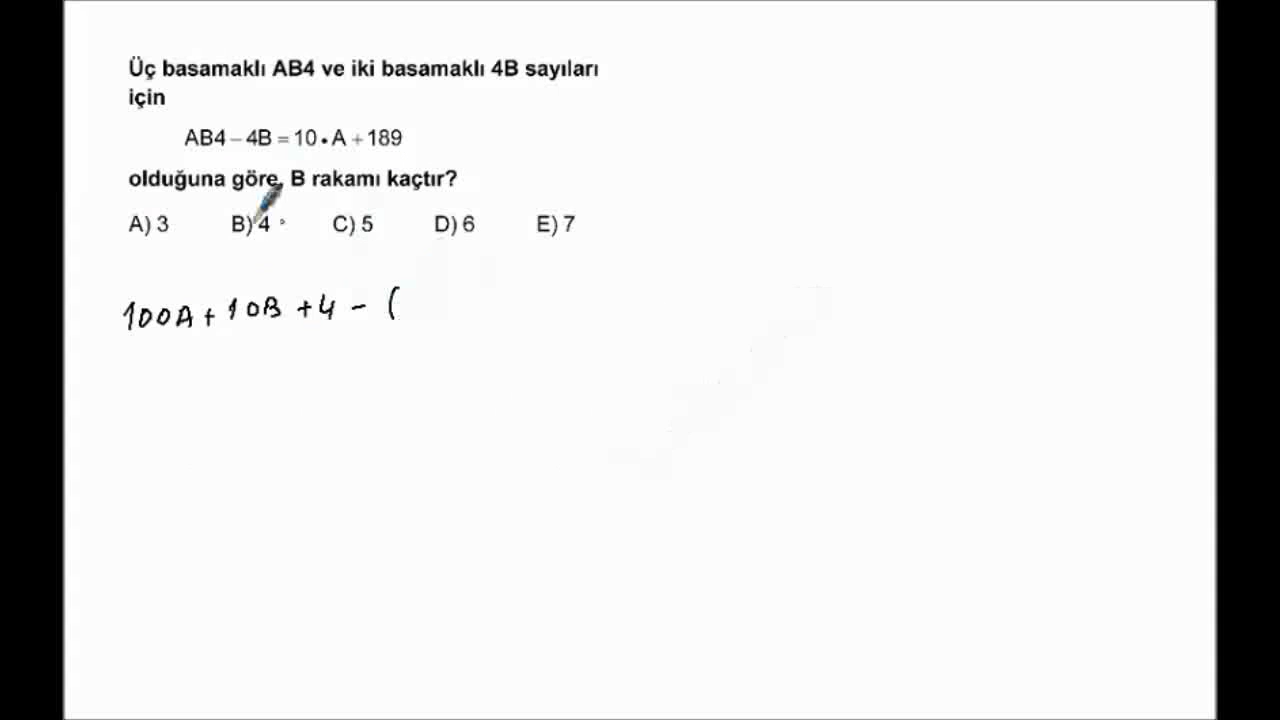 Üç basamaklı AB4 ve iki basamaklı 4B sayıları
için
AB4 – 4B = 10 • A + 189
olduğuna göre, B rakamı kaçtır?
A) 3 B) 4 C) 5 D) 6 E) 7
100A + 10B + 4 - (